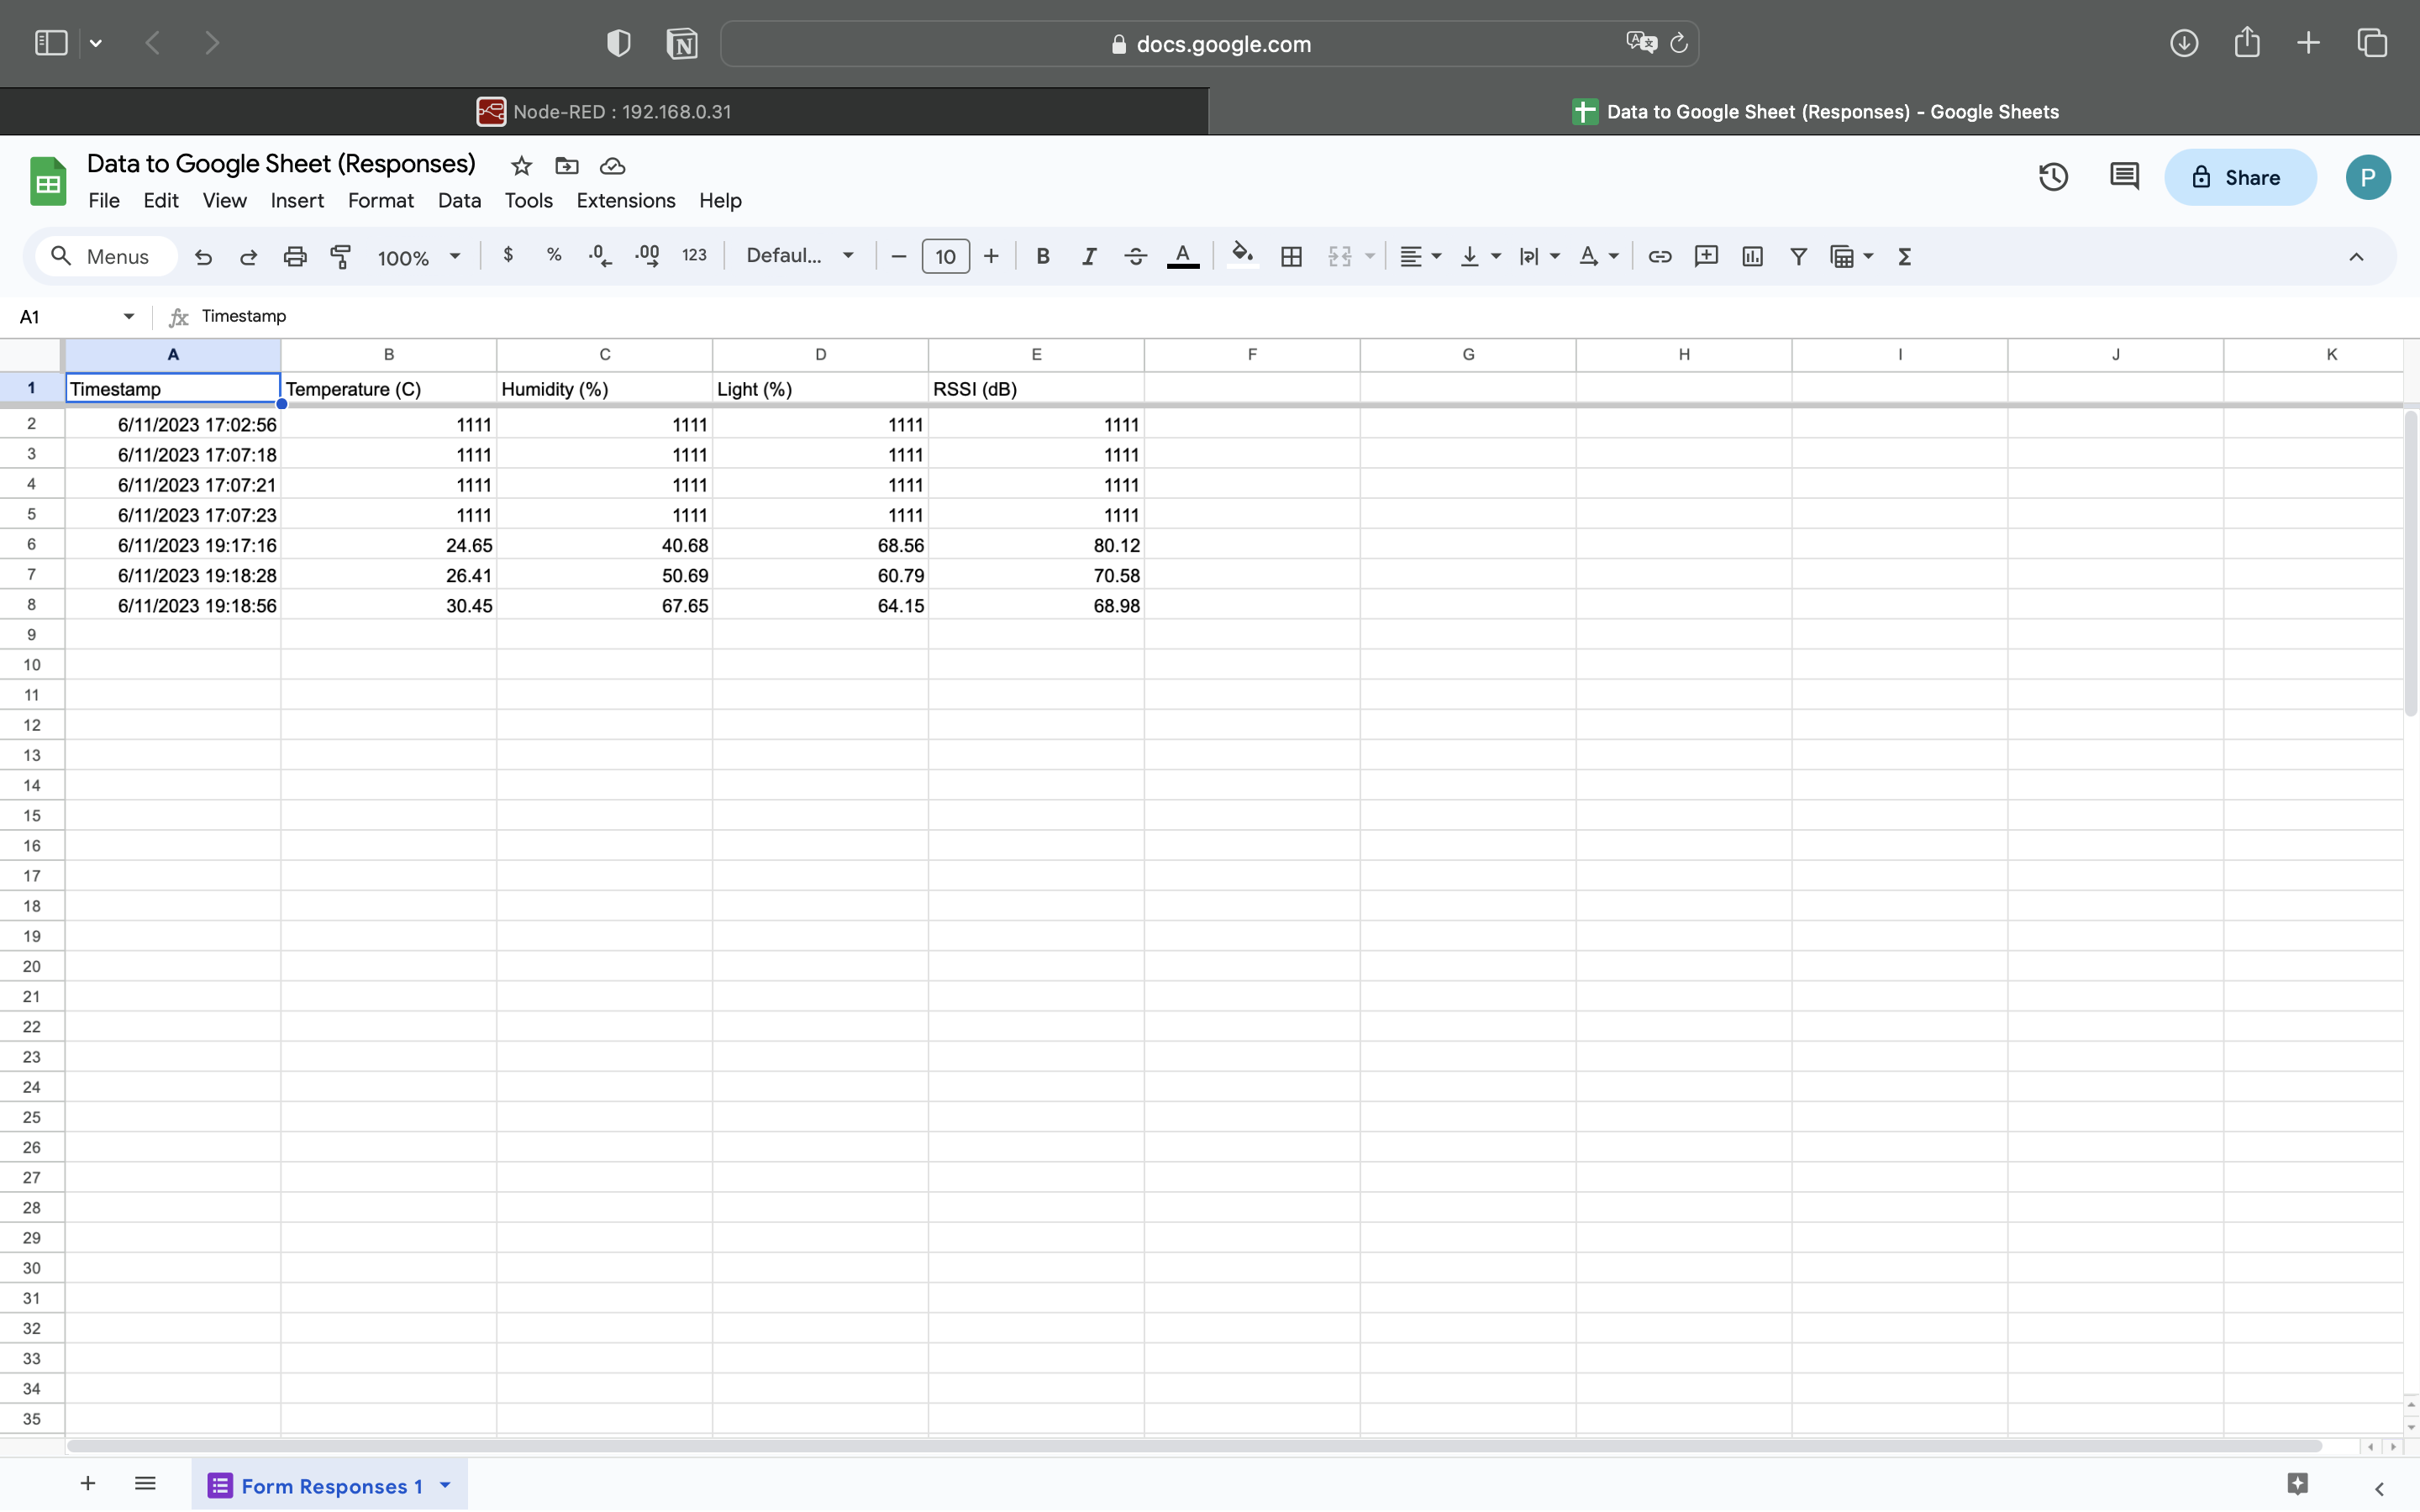 docs.google.com
Node-RED : 192.168.0.31
Data to Google Sheet (Responses) - Google Sheets
Data to Google Sheet (Responses)
File Edit View Insert Format Data Tools Extensions Help
Share
P
Menus 100% $ % .0 .00 123 Defaul... 10 B I A
A1 fx Timestamp
A B C D E F G H I J K
1 Timestamp Temperature (C) Humidity (%) Light (%) RSSI (dB)
2 6/11/2023 17:02:56 1111 1111 1111 1111
3 6/11/2023 17:07:18 1111 1111 1111 1111
4 6/11/2023 17:07:21 1111 1111 1111 1111
5 6/11/2023 17:07:23 1111 1111 1111 1111
6 6/11/2023 19:17:16 24.65 40.68 68.56 80.12
7 6/11/2023 19:18:28 26.41 50.69 60.79 70.58
8 6/11/2023 19:18:56 30.45 67.65 64.15 68.98
9
10
11
12
13
14
15
16
17
18
19
20
21
22
23
24
25
26
27
28
29
30
31
32
33
34
35
Form Responses 1